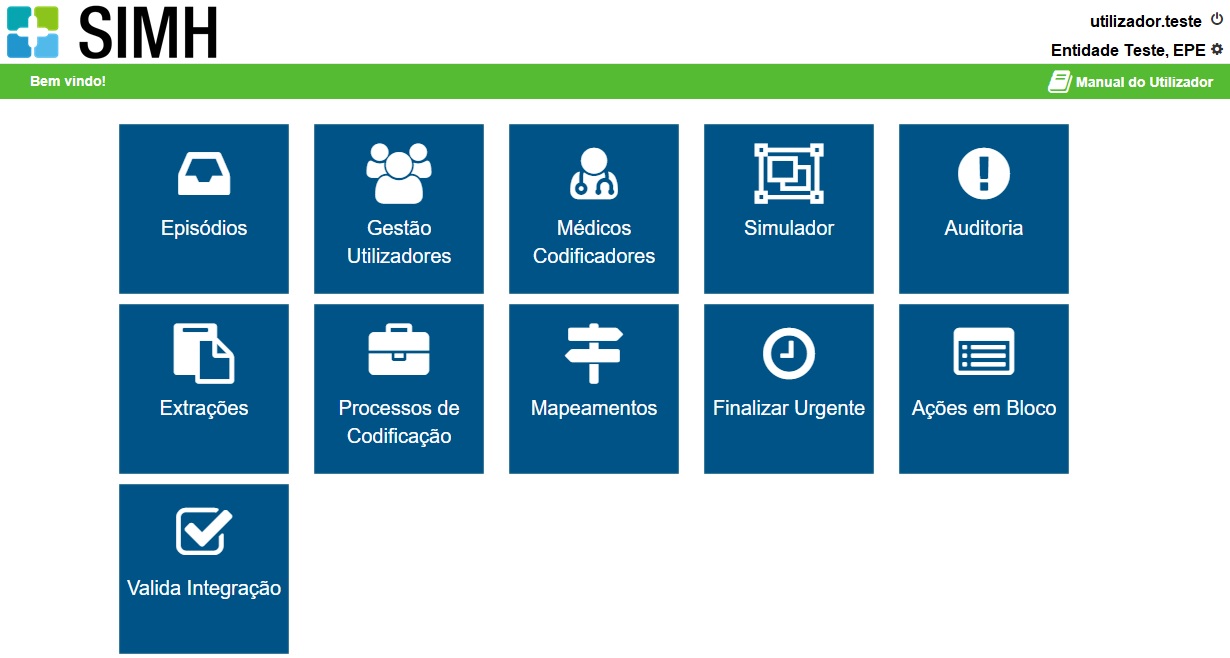 SIMH
utilizador.teste
Entidade Teste, EPE
Bem vindo!
Manual do Utilizador
Episódios
Gestão
Utilizadores
Médicos
Codificadores
Simulador
Auditoria
Extrações
Processos de
Codificação
Mapeamentos
Finalizar Urgente
Ações em Bloco
Valida Integração